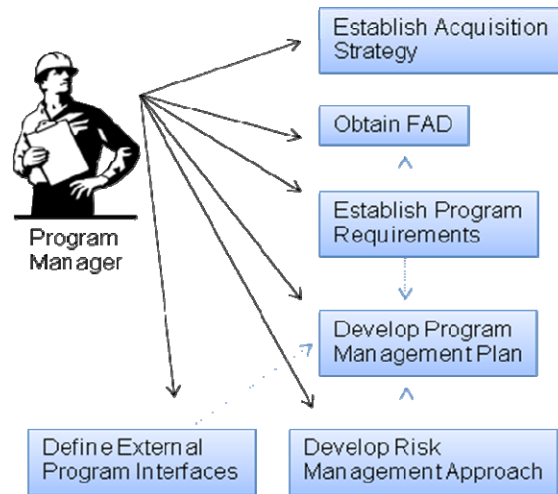 Establish Acquisition
Strategy
Obtain FAD
Establish Program
Requirements
Program
Manager
Develop Program
Management Plan
Define External
Program Interfaces
Develop Risk
Management Approach